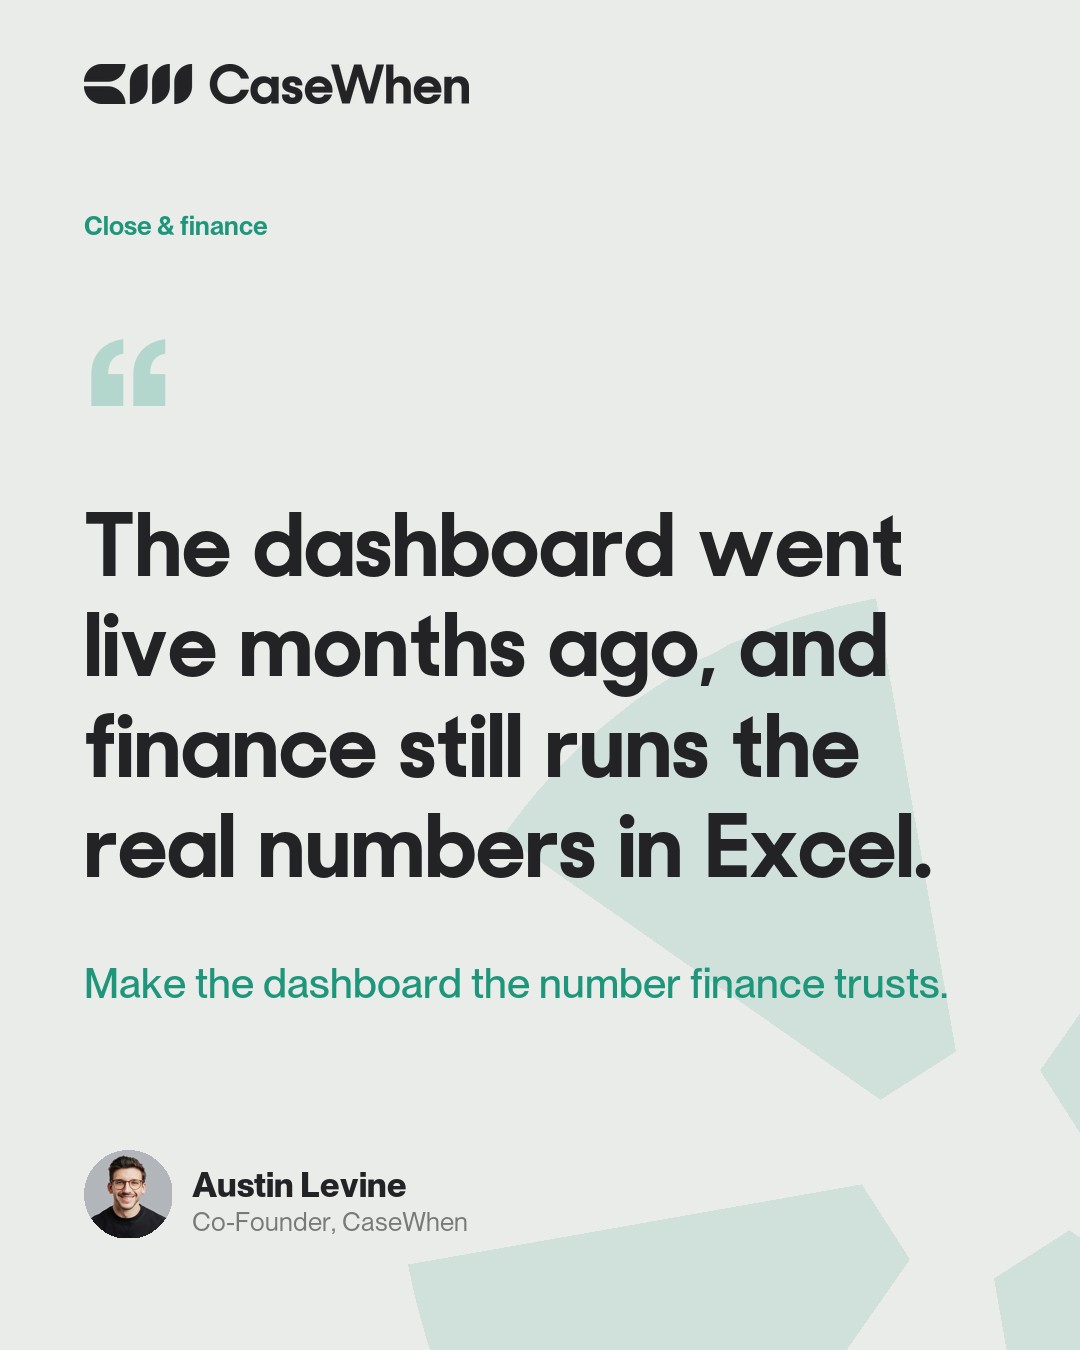 CaseWhen
Close & finance
“
The dashboard went
live months ago, and
finance still runs the
real numbers in Excel.
Make the dashboard the number finance trusts.
Austin Levine
Co-Founder, CaseWhen